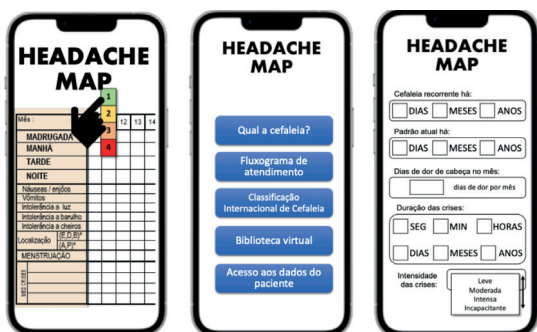 HEADACHE
MAP
1
2
3
4
Mês :
12 13 14
MADRUGADA
MANHÃ
TARDE
NOITE
Náuseas / enjôos
Vômitos
Intolerância a luz
Intolerância a barulho
Intolerância a cheiros
Localização
(E,D,B)*
(A,P)*
MENSTRUAÇÃO
MED CRISES
HEADACHE
MAP
Qual a cefaleia?
Fluxograma de
atendimento
Classificação
Internacional de Cefaleia
Biblioteca virtual
Acesso aos dados do
paciente
HEADACHE
MAP
Cefaleia recorrente há:
DIAS MESES ANOS
Padrão atual há:
DIAS MESES ANOS
Dias de dor de cabeça no mês:
dias de dor por mês
Duração das crises:
SEG MIN HORAS
DIAS MESES ANOS
Intensidade
das crises:
Leve
Moderada
Intensa
Incapacitante